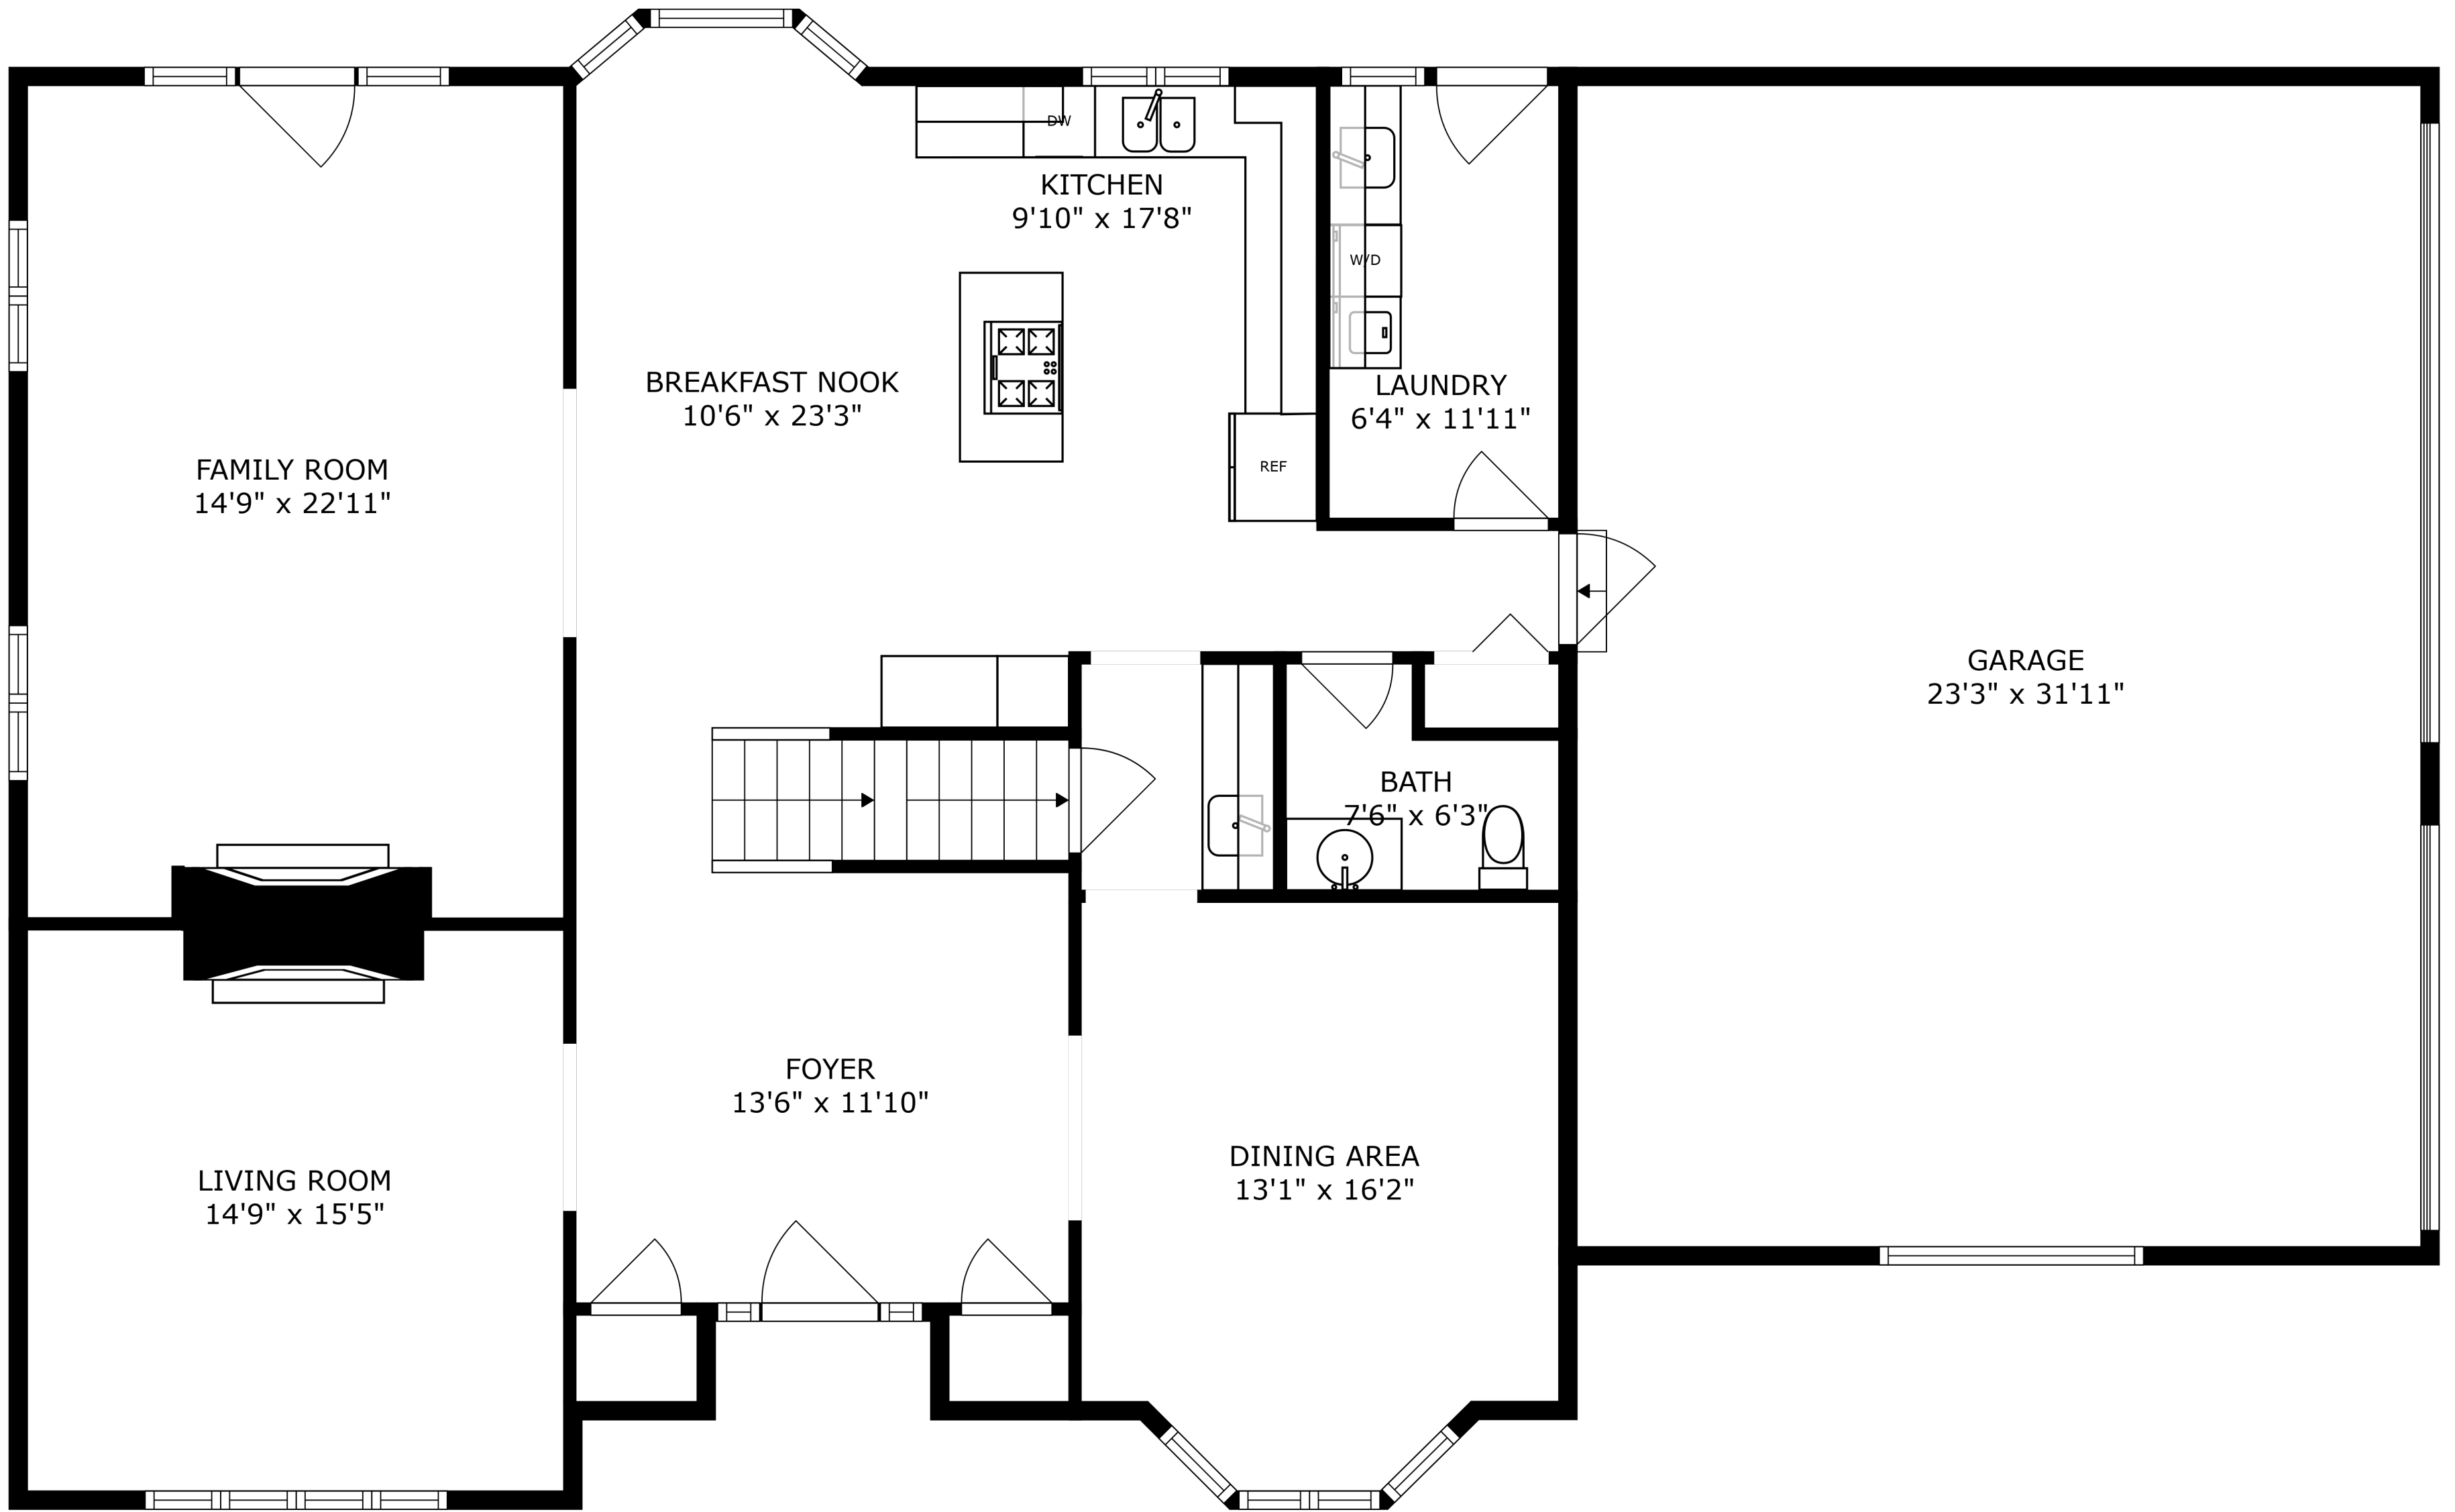 DW
KITCHEN
9'10" x 17'8"
W/D
BREAKFAST NOOK
10'6" x 23'3"
LAUNDRY
6'4" x 11'11"
FAMILY ROOM
14'9" x 22'11"
REF
GARAGE
23'3" x 31'11"
BATH
7'6" x 6'3"
FOYER
13'6" x 11'10"
DINING AREA
13'1" x 16'2"
LIVING ROOM
14'9" x 15'5"